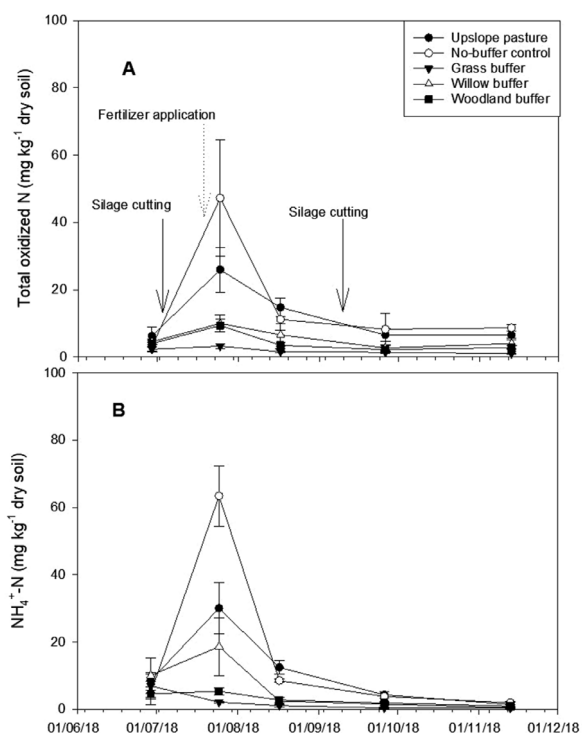 100
80
60
40
20
0
Total oxidized N (mg kg⁻¹ dry soil)
A
Upslope pasture
No-buffer control
Grass buffer
Willow buffer
Woodland buffer
Fertilizer application
Silage cutting
Silage cutting
100
80
60
40
20
0
NH₄⁺-N (mg kg⁻¹ dry soil)
B
01/06/18 01/07/18 01/08/18 01/09/18 01/10/18 01/11/18 01/12/18